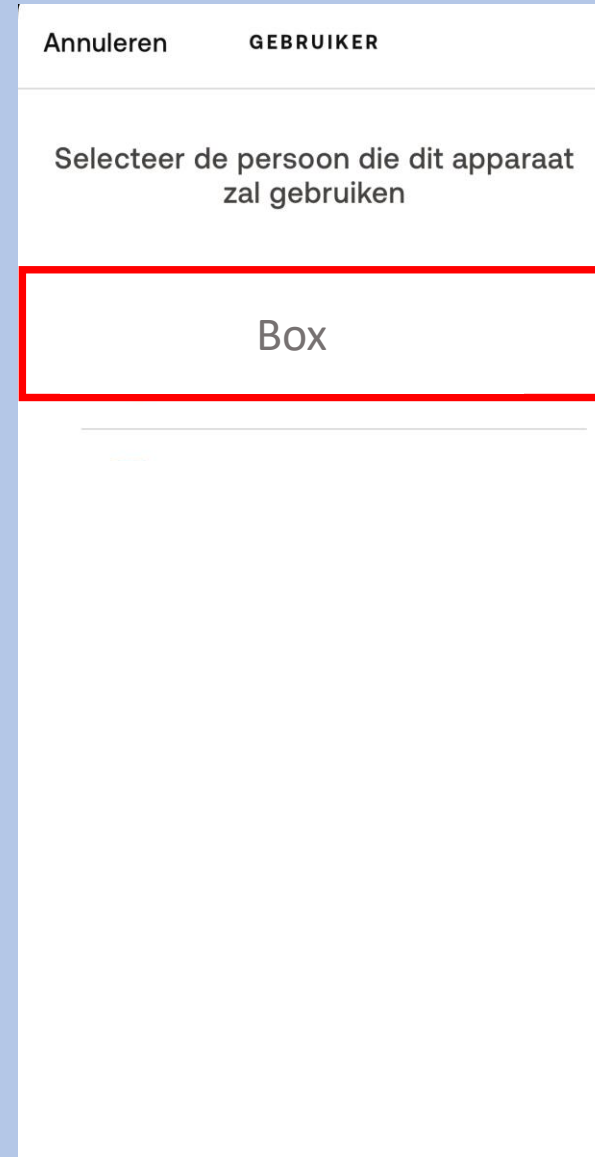 Annuleren GEBRUIKER
Selecteer de persoon die dit apparaat
zal gebruiken
Box